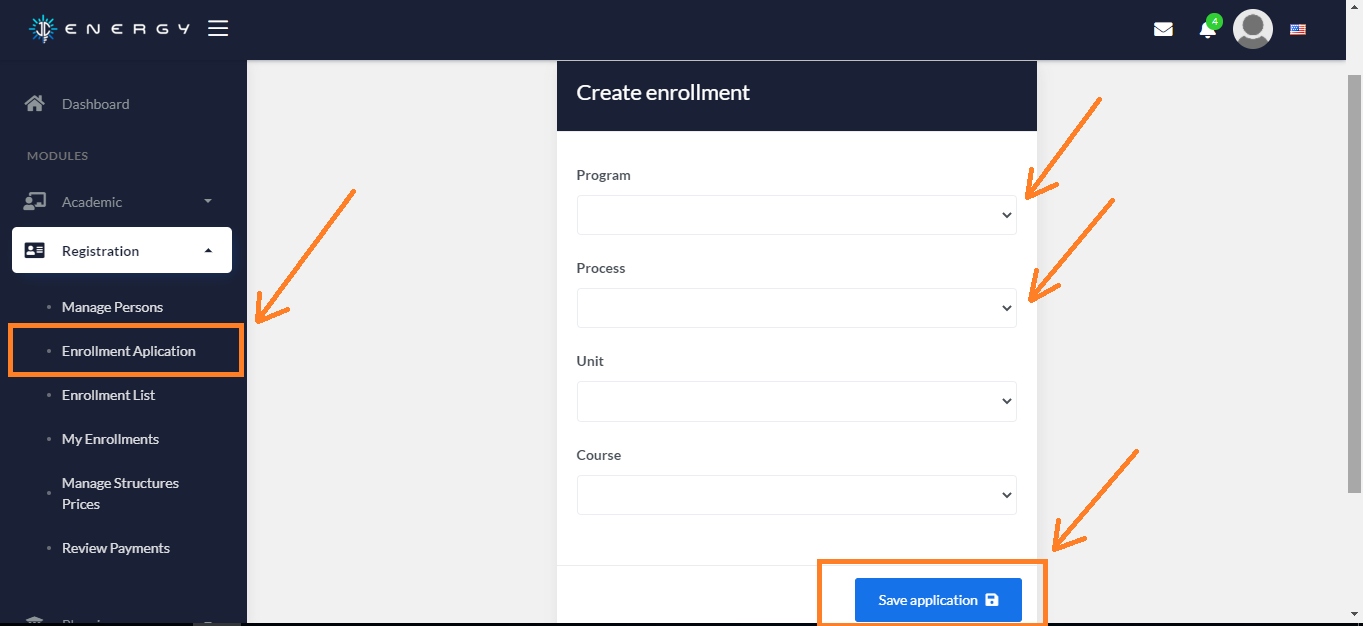 ENERGY
4
Dashboard
MODULES
Academic
Registration
Manage Persons
Enrollment Aplication
Enrollment List
My Enrollments
Manage Structures
Prices
Review Payments
Create enrollment
Program
Process
Unit
Course
Save application